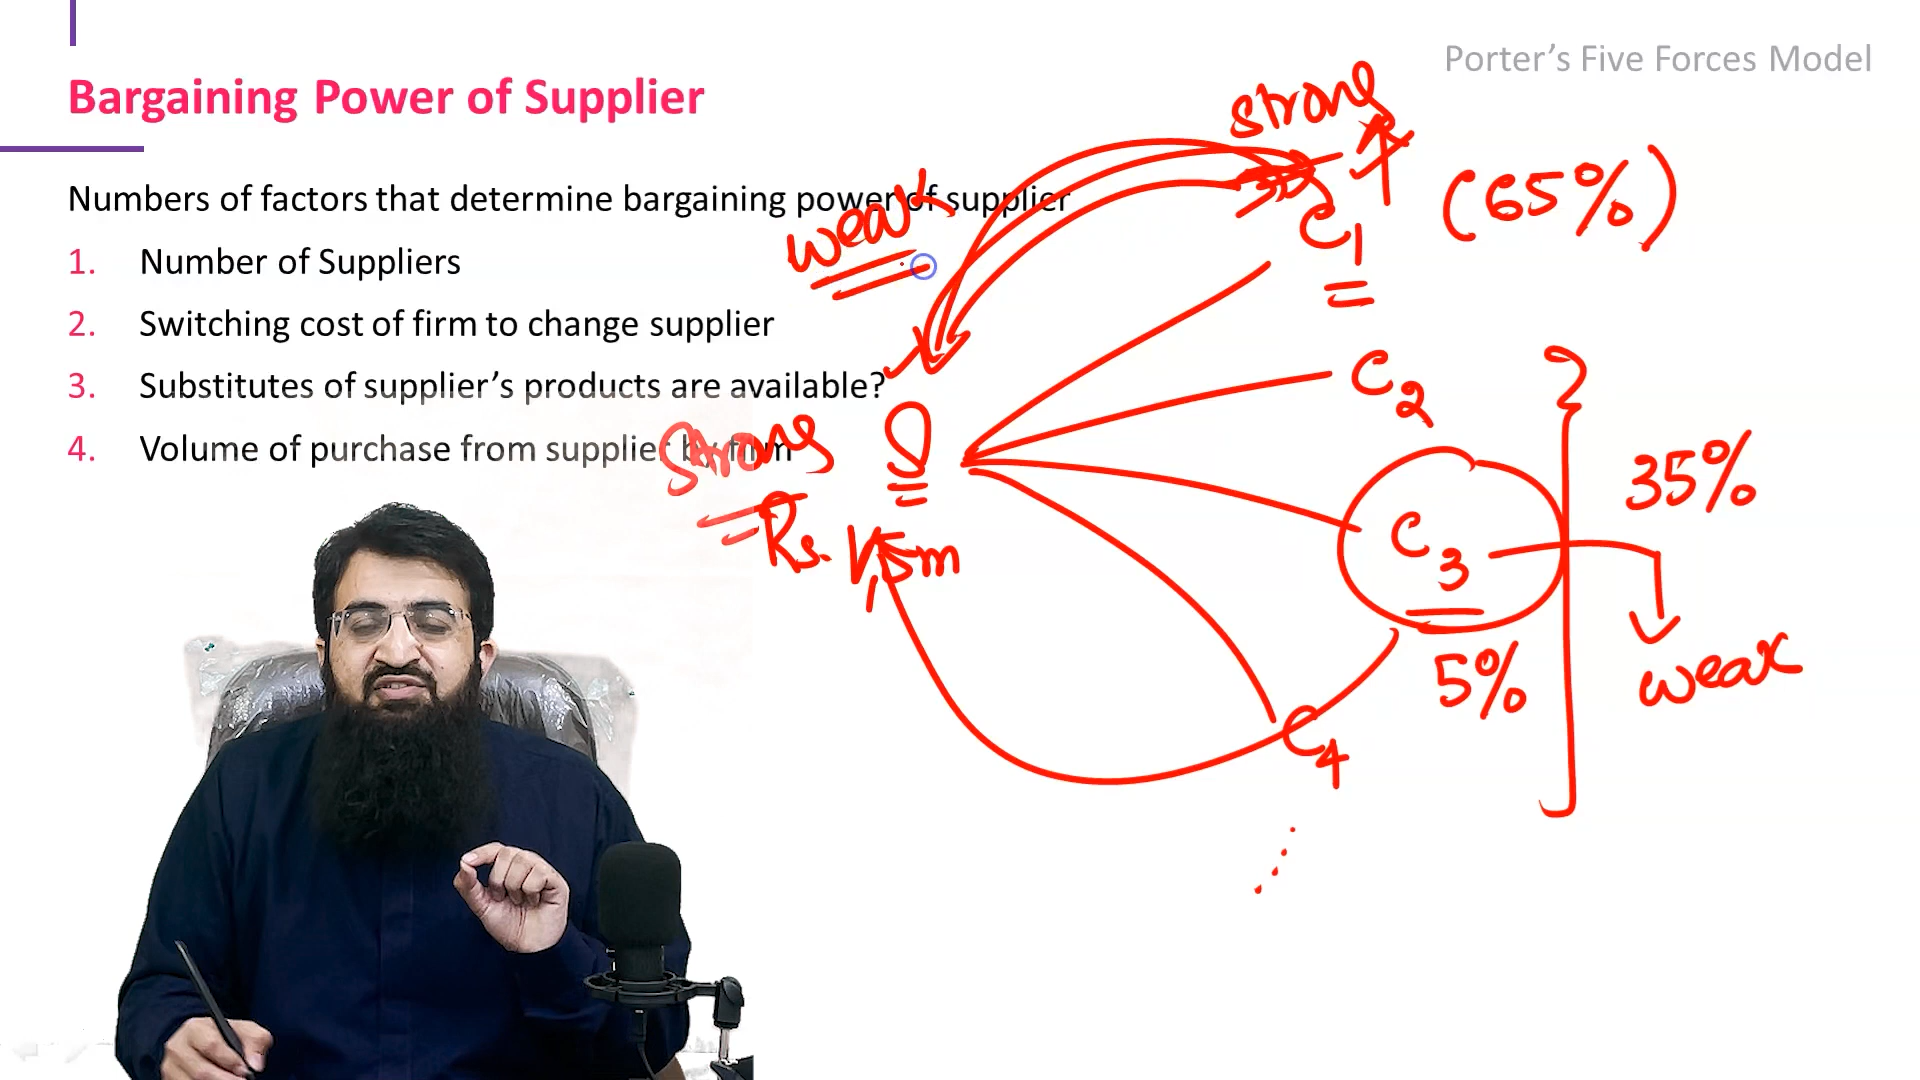 Porter's Five Forces Model
Bargaining Power of Supplier
Numbers of factors that determine bargaining power of supplier
1. Number of Suppliers
2. Switching cost of firm to change supplier
3. Substitutes of supplier's products are available?
4. Volume of purchase from supplier by firm
strong
weak
C1 (65%)
C2
35%
strong S
Rs. 1.5m
C3
5%
weak
C4